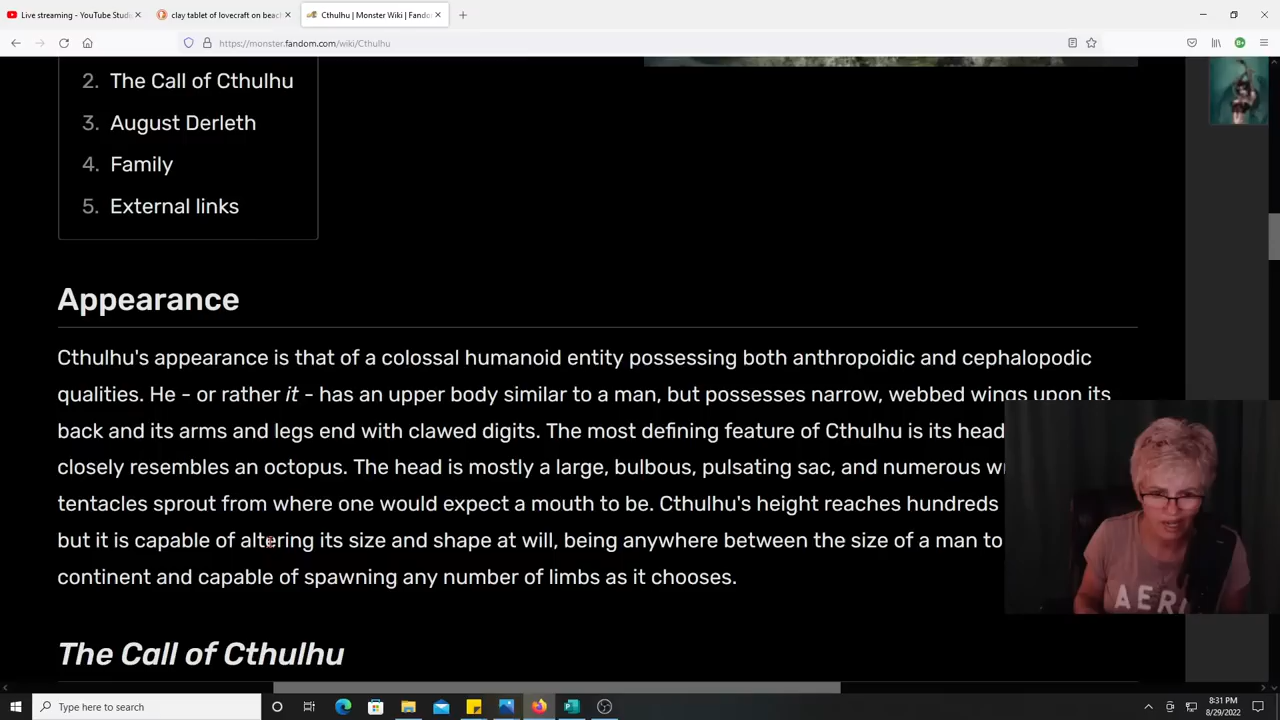 Live streaming - YouTube Studio
clay tablet of lovecraft on beach
Cthulhu | Monster Wiki | Fandom
https://monster.fandom.com/wiki/Cthulhu
2. The Call of Cthulhu
3. August Derleth
4. Family
5. External links
Appearance
Cthulhu's appearance is that of a colossal humanoid entity possessing both anthropoidic and cephalopodic
qualities. He - or rather it - has an upper body similar to a man, but possesses narrow, webbed wings upon its
back and its arms and legs end with clawed digits. The most defining feature of Cthulhu is its head
closely resembles an octopus. The head is mostly a large, bulbous, pulsating sac, and numerous
tentacles sprout from where one would expect a mouth to be. Cthulhu's height reaches hundreds
but it is capable of altering its size and shape at will, being anywhere between the size of a man to
continent and capable of spawning any number of limbs as it chooses.
AERO
The Call of Cthulhu
Type here to search
8:31 PM
8/29/2022